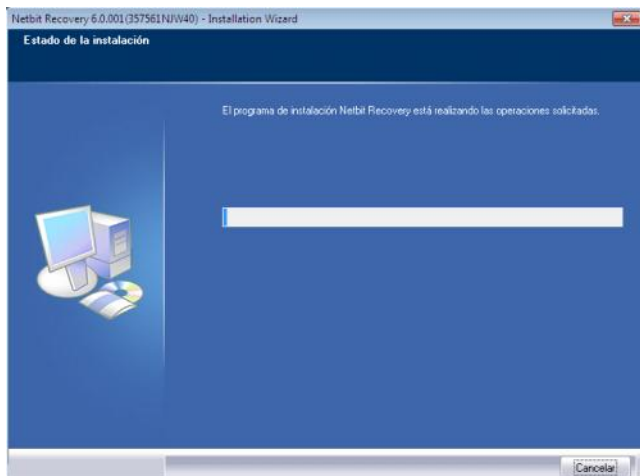 Netbit Recovery 6.0.001(357561NJW40) - Installation Wizard
Estado de la instalación
El programa de instalación Netbit Recovery está realizando las operaciones solicitadas.
Cancelar